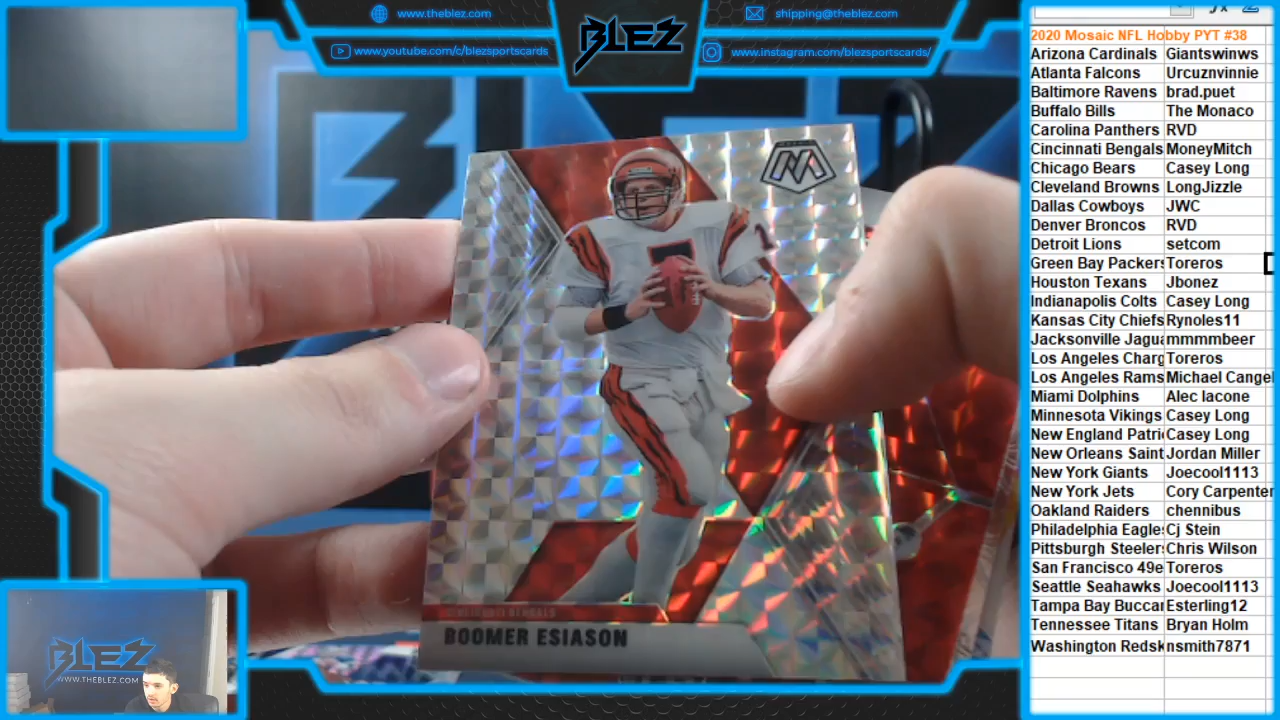 www.theblez.com
shipping@theblez.com
www.youtube.com/c/blezsportscards/
www.instagram.com/blezsportscards/
BLEZ
2020 Mosaic NFL Hobby PYT #38
Arizona Cardinals Giantswinws
Atlanta Falcons Urcuznvinnie
Baltimore Ravens brad.puet
Buffalo Bills The Monaco
Carolina Panthers RVD
Cincinnati Bengals MoneyMitch
Chicago Bears Casey Long
Cleveland Browns LongJizzle
Dallas Cowboys JWC
Denver Broncos RVD
Detroit Lions setcom
Green Bay Packers Toreros
Houston Texans Jbonez
Indianapolis Colts Casey Long
Kansas City Chiefs Rynoles11
Jacksonville Jagua mmmmbeer
Los Angeles Charg Toreros
Los Angeles Rams Michael Cangel
Miami Dolphins Alec Iacone
Minnesota Vikings Casey Long
New England Patri Casey Long
New Orleans Saint Jordan Miller
New York Giants Joecool1113
New York Jets Cory Carpenter
Oakland Raiders chennibus
Philadelphia Eagles Cj Stein
Pittsburgh Steelers Chris Wilson
San Francisco 49e Toreros
Seattle Seahawks Joecool1113
Tampa Bay Buccan Esterling12
Tennessee Titans Bryan Holm
Washington Redsk nsmith7871
CINCINNATI BENGALS
BOOMER ESIASON
BLEZ
WWW.THEBLEZ.COM